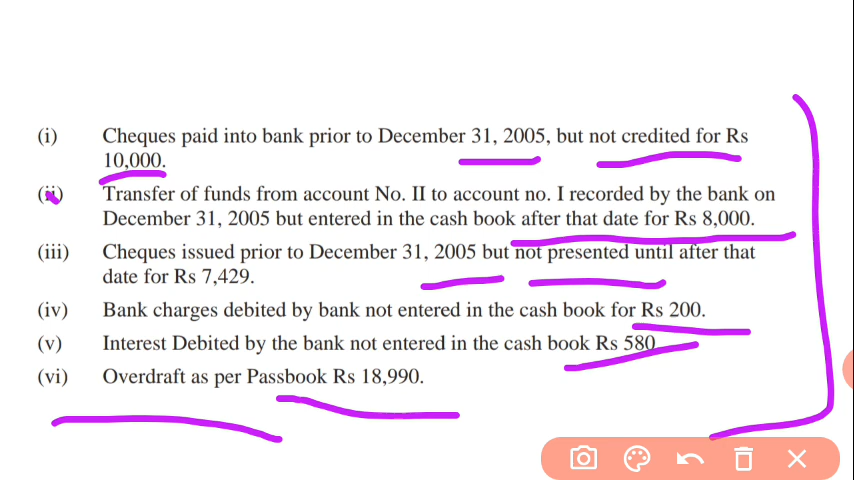 (i) Cheques paid into bank prior to December 31, 2005, but not credited for Rs
10,000.
(ii) Transfer of funds from account No. II to account no. I recorded by the bank on
December 31, 2005 but entered in the cash book after that date for Rs 8,000.
(iii) Cheques issued prior to December 31, 2005 but not presented until after that
date for Rs 7,429.
(iv) Bank charges debited by bank not entered in the cash book for Rs 200.
(v) Interest Debited by the bank not entered in the cash book Rs 580
(vi) Overdraft as per Passbook Rs 18,990.